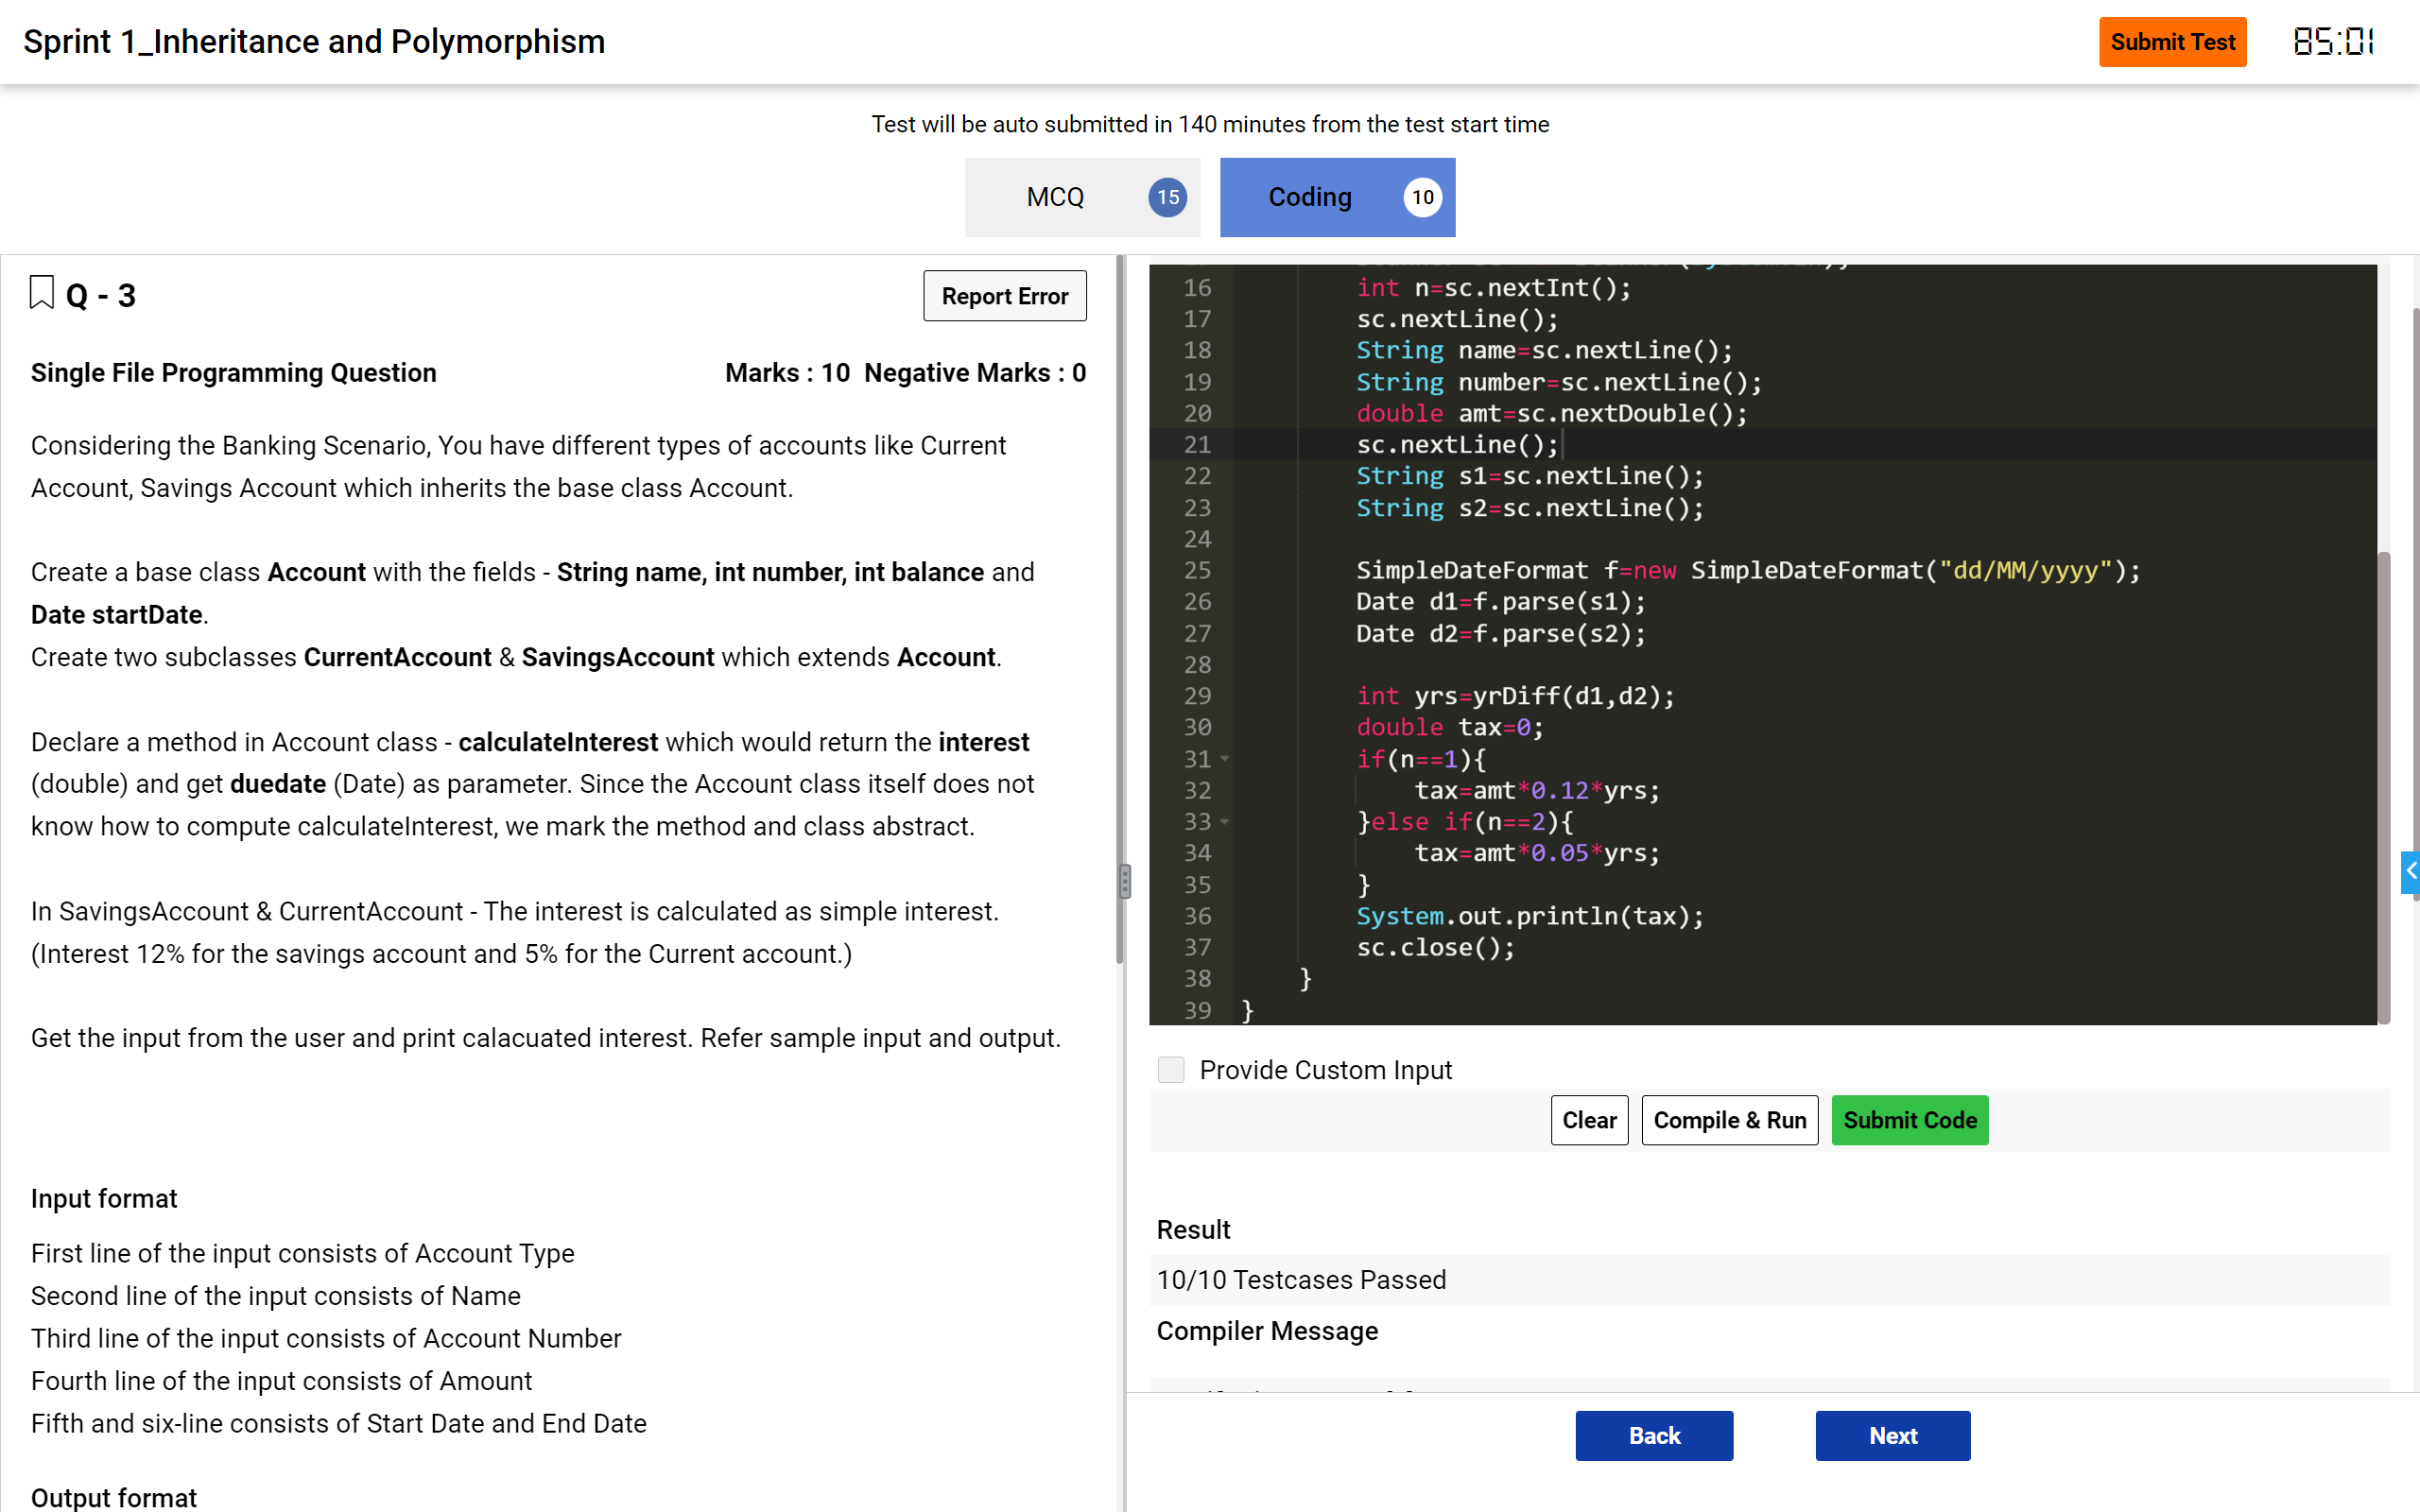 Sprint 1_Inheritance and Polymorphism
Submit Test
85:01
Test will be auto submitted in 140 minutes from the test start time
MCQ 15
Coding 10
Q - 3
Report Error
Single File Programming Question
Marks : 10 Negative Marks : 0
Considering the Banking Scenario, You have different types of accounts like Current
Account, Savings Account which inherits the base class Account.
Create a base class Account with the fields - String name, int number, int balance and
Date startDate.
Create two subclasses CurrentAccount & SavingsAccount which extends Account.
Declare a method in Account class - calculateInterest which would return the interest
(double) and get duedate (Date) as parameter. Since the Account class itself does not
know how to compute calculateInterest, we mark the method and class abstract.
In SavingsAccount & CurrentAccount - The interest is calculated as simple interest.
(Interest 12% for the savings account and 5% for the Current account.)
Get the input from the user and print calacuated interest. Refer sample input and output.
Input format
First line of the input consists of Account Type
Second line of the input consists of Name
Third line of the input consists of Account Number
Fourth line of the input consists of Amount
Fifth and six-line consists of Start Date and End Date
Output format
16 int n=sc.nextInt();
17 sc.nextLine();
18 String name=sc.nextLine();
19 String number=sc.nextLine();
20 double amt=sc.nextDouble();
21 sc.nextLine();
22 String s1=sc.nextLine();
23 String s2=sc.nextLine();
24
25 SimpleDateFormat f=new SimpleDateFormat("dd/MM/yyyy");
26 Date d1=f.parse(s1);
27 Date d2=f.parse(s2);
28
29 int yrs=yrDiff(d1,d2);
30 double tax=0;
31 if(n==1){
32 tax=amt*0.12*yrs;
33 }else if(n==2){
34 tax=amt*0.05*yrs;
35 }
36 System.out.println(tax);
37 sc.close();
38 }
39 }
Provide Custom Input
Clear
Compile & Run
Submit Code
Result
10/10 Testcases Passed
Compiler Message
Back
Next